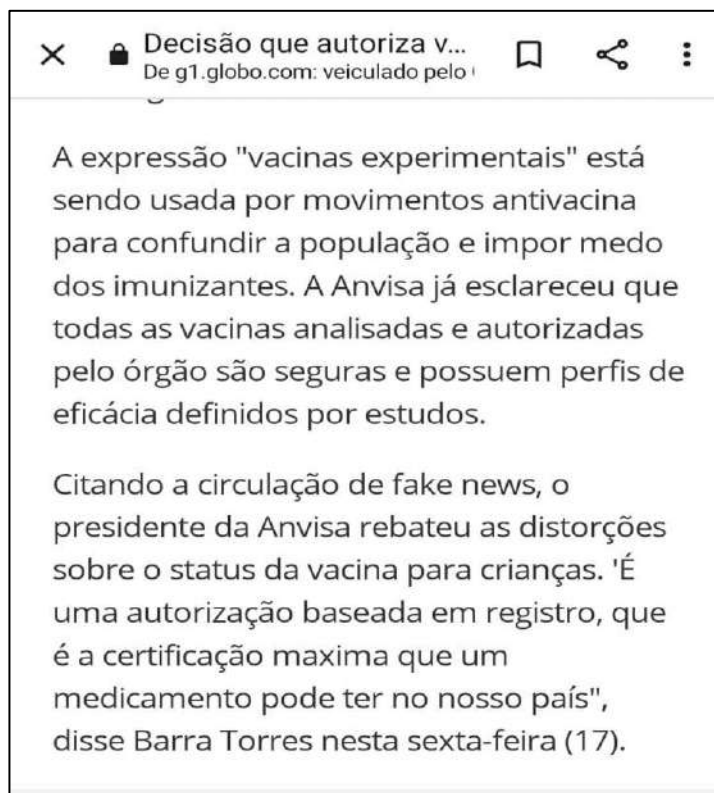 Decisão que autoriza v...
De g1.globo.com: veiculado pelo
A expressão "vacinas experimentais" está
sendo usada por movimentos antivacina
para confundir a população e impor medo
dos imunizantes. A Anvisa já esclareceu que
todas as vacinas analisadas e autorizadas
pelo órgão são seguras e possuem perfis de
eficácia definidos por estudos.
Citando a circulação de fake news, o
presidente da Anvisa rebateu as distorções
sobre o status da vacina para crianças. 'É
uma autorização baseada em registro, que
é a certificação maxima que um
medicamento pode ter no nosso país",
disse Barra Torres nesta sexta-feira (17).